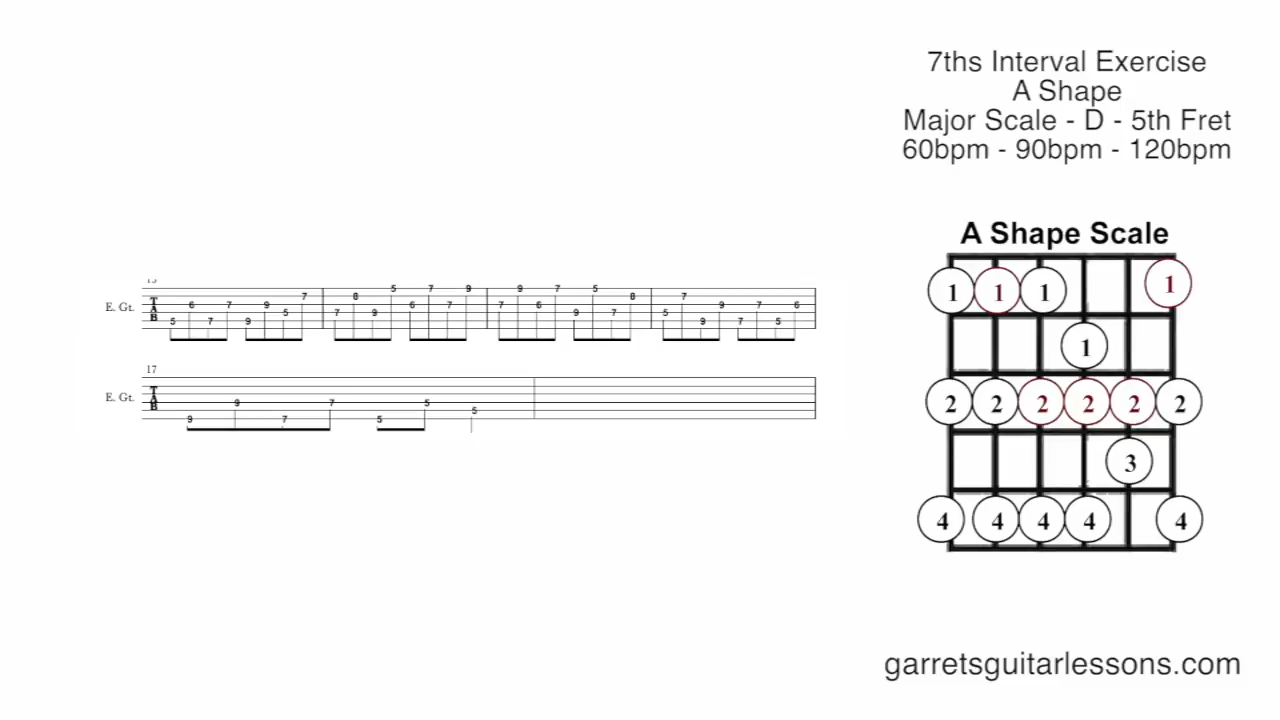 7ths Interval Exercise
A Shape
Major Scale - D - 5th Fret
60bpm - 90bpm - 120bpm
A Shape Scale
1 1 1 1
1
2 2 2 2 2 2
3
4 4 4 4 4
E. Gt.
TAB
5 6 7 7 9 9 5 7 7 8 9 5 6 7 7 9 7 9 6 7 9 5 7 8 5 7 9 9 7 7 5 6
17
E. Gt.
TAB
9 9 7 7 5 5 5
garretsguitarlessons.com